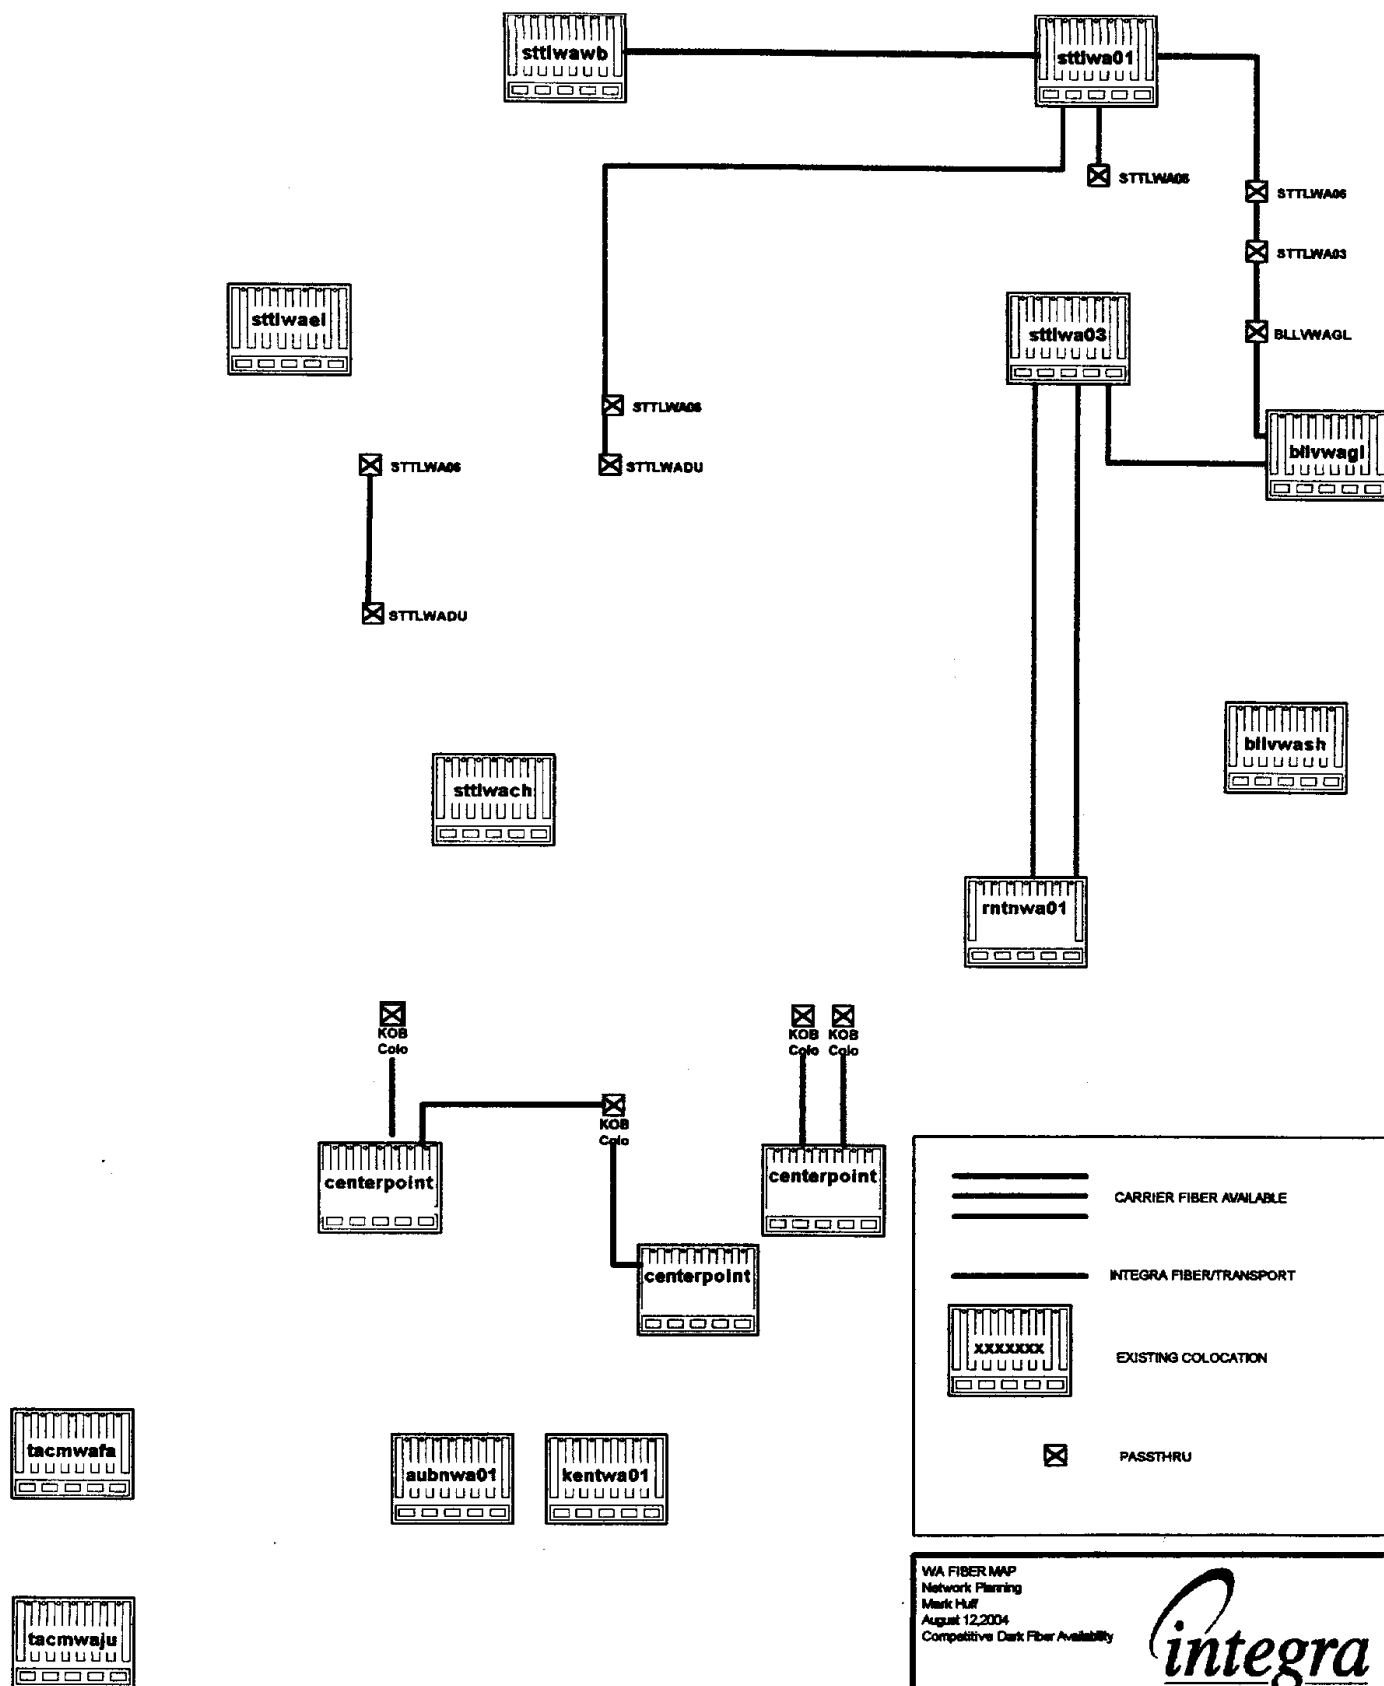 sttlwawb
sttlwa01
STTLWA06
STTLWA06
STTLWA03
sttlwael
sttlwa03
BLLVWAGL
STTLWA06
bllvwagl
STTLWA06
STTLWADU
STTLWADU
bllvwash
sttlwach
rntnwa01
KOB
Colo
KOB
Colo
KOB
Colo
KOB
Colo
centerpoint
centerpoint
centerpoint
CARRIER FIBER AVAILABLE
INTEGRA FIBER/TRANSPORT
xxxxxxx
EXISTING COLOCATION
PASSTHRU
tacmwafa
aubnwa01
kentwa01
WA FIBER MAP
Network Planning
Mark Huff
August 12,2004
Competitive Dark Fiber Availability
integra
tacmwaju